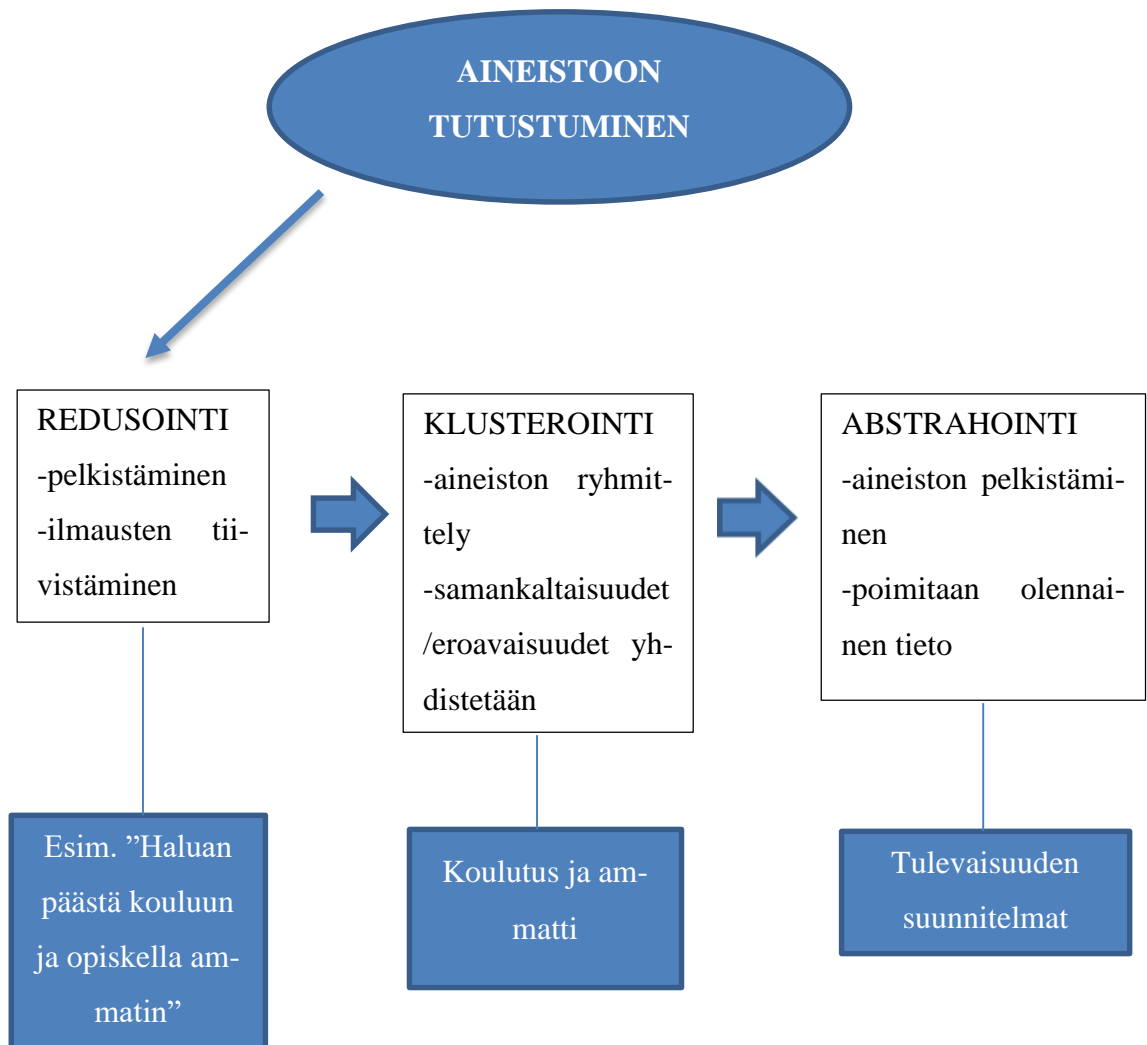 AINEISTOON
TUTUSTUMINEN
REDUSOINTI
-pelkistäminen
-ilmausten tii-
vistäminen
KLUSTEROINTI
-aineiston ryhmit-
tely
-samankaltaisuudet
/eroavaisuudet yh-
distetään
ABSTRAHOINTI
-aineiston pelkistämi-
nen
-poimitaan olennai-
nen tieto
Esim. ”Haluan
päästä kouluun
ja opiskella am-
matin”
Koulutus ja am-
matti
Tulevaisuuden
suunnitelmat